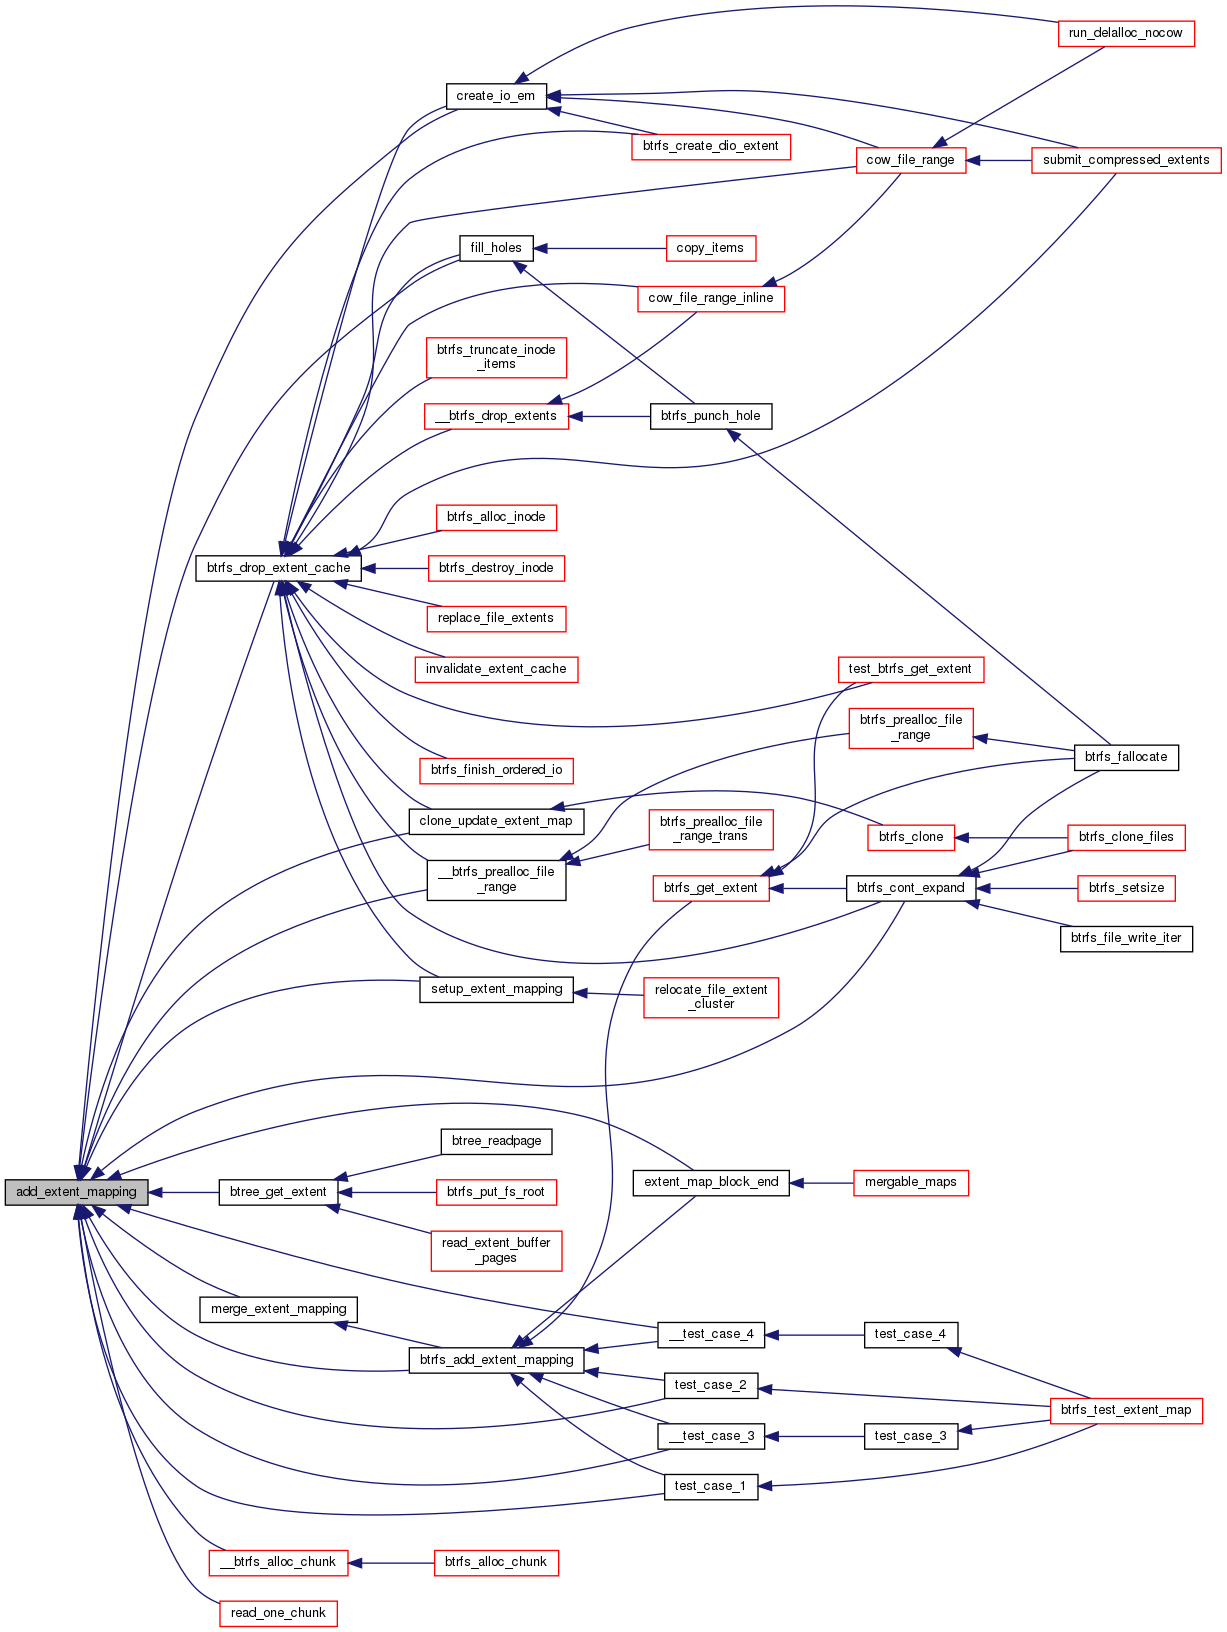 run_delalloc_nocow
create_io_em
btrfs_create_dio_extent
cow_file_range
submit_compressed_extents
fill_holes
copy_items
cow_file_range_inline
btrfs_truncate_inode
_items
__btrfs_drop_extents
btrfs_punch_hole
btrfs_alloc_inode
btrfs_drop_extent_cache
btrfs_destroy_inode
replace_file_extents
invalidate_extent_cache
test_btrfs_get_extent
btrfs_prealloc_file
_range
btrfs_fallocate
btrfs_finish_ordered_io
clone_update_extent_map
btrfs_prealloc_file
_range_trans
btrfs_clone
btrfs_clone_files
__btrfs_prealloc_file
_range
btrfs_get_extent
btrfs_cont_expand
btrfs_setsize
btrfs_file_write_iter
setup_extent_mapping
relocate_file_extent
_cluster
btree_readpage
add_extent_mapping
btree_get_extent
btrfs_put_fs_root
extent_map_block_end
mergable_maps
read_extent_buffer
_pages
merge_extent_mapping
__test_case_4
test_case_4
btrfs_add_extent_mapping
test_case_2
btrfs_test_extent_map
__test_case_3
test_case_3
test_case_1
__btrfs_alloc_chunk
btrfs_alloc_chunk
read_one_chunk